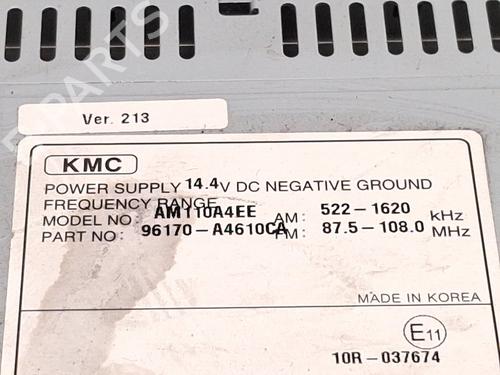 B-PARTS
Ver. 213
KMC
POWER SUPPLY 14.4V DC NEGATIVE GROUND
FREQUENCY RANGE
MODEL NO: AM110A4EE AM: 522-1620 kHz
PART NO: 96170-A4610CA FM: 87.5-108.0 MHz
MADE IN KOREA
E11
10R-037674